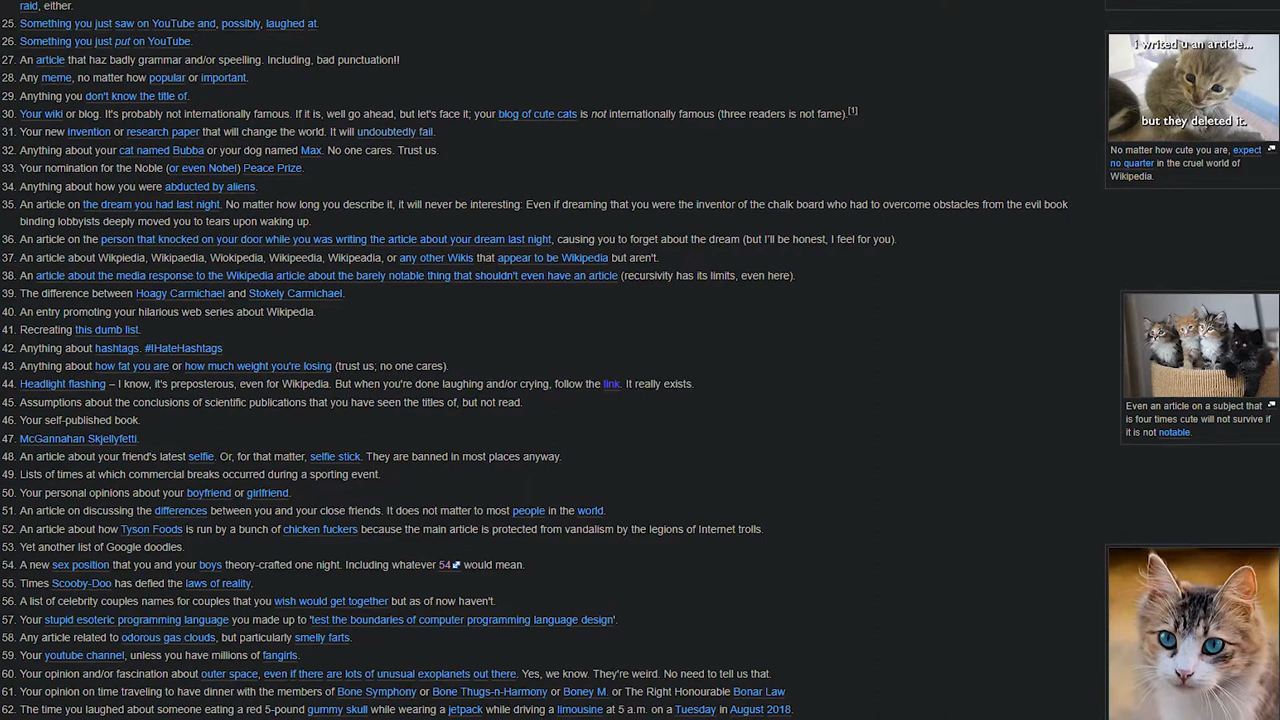 raid, either.
25. Something you just saw on YouTube and, possibly, laughed at.
26. Something you just put on YouTube.
27. An article that haz badly grammar and/or speelling. Including, bad punctuation!!
28. Any meme, no matter how popular or important.
29. Anything you don't know the title of.
30. Your wiki or blog. It's probably not internationally famous. If it is, well go ahead, but let's face it; your blog of cute cats is not internationally famous (three readers is not fame).[1]
31. Your new invention or research paper that will change the world. It will undoubtedly fail.
32. Anything about your cat named Bubba or your dog named Max. No one cares. Trust us.
33. Your nomination for the Noble (or even Nobel) Peace Prize.
34. Anything about how you were abducted by aliens.
35. An article on the dream you had last night. No matter how long you describe it, it will never be interesting: Even if dreaming that you were the inventor of the chalk board who had to overcome obstacles from the evil book
binding lobbyists deeply moved you to tears upon waking up.
36. An article on the person that knocked on your door while you was writing the article about your dream last night, causing you to forget about the dream (but I'll be honest, I feel for you).
37. An article about Wikpiedia, Wikipaedia, Wiokipedia, Wikipeedia, Wikipeadia, or any other Wikis that appear to be Wikipedia but aren't.
38. An article about the media response to the Wikipedia article about the barely notable thing that shouldn't even have an article (recursivity has its limits, even here).
39. The difference between Hoagy Carmichael and Stokely Carmichael.
40. An entry promoting your hilarious web series about Wikipedia.
41. Recreating this dumb list.
42. Anything about hashtags. #IHateHashtags
43. Anything about how fat you are or how much weight you're losing (trust us; no one cares).
44. Headlight flashing – I know, it's preposterous, even for Wikipedia. But when you're done laughing and/or crying, follow the link. It really exists.
45. Assumptions about the conclusions of scientific publications that you have seen the titles of, but not read.
46. Your self-published book.
47. McGannahan Skjellyfetti.
48. An article about your friend's latest selfie. Or, for that matter, selfie stick. They are banned in most places anyway.
49. Lists of times at which commercial breaks occurred during a sporting event.
50. Your personal opinions about your boyfriend or girlfriend.
51. An article on discussing the differences between you and your close friends. It does not matter to most people in the world.
52. An article about how Tyson Foods is run by a bunch of chicken fuckers because the main article is protected from vandalism by the legions of Internet trolls.
53. Yet another list of Google doodles.
54. A new sex position that you and your boys theory-crafted one night. Including whatever 54 would mean.
55. Times Scooby-Doo has defied the laws of reality.
56. A list of celebrity couples names for couples that you wish would get together but as of now haven't.
57. Your stupid esoteric programming language you made up to 'test the boundaries of computer programming language design'.
58. Any article related to odorous gas clouds, but particularly smelly farts.
59. Your youtube channel, unless you have millions of fangirls.
60. Your opinion and/or fascination about outer space, even if there are lots of unusual exoplanets out there. Yes, we know. They're weird. No need to tell us that.
61. Your opinion on time traveling to have dinner with the members of Bone Symphony or Bone Thugs-n-Harmony or Boney M. or The Right Honourable Bonar Law
62. The time you laughed about someone eating a red 5-pound gummy skull while wearing a jetpack while driving a limousine at 5 a.m. on a Tuesday in August 2018.
i writed u an article...
but they deleted it.
No matter how cute you are, expect
no quarter in the cruel world of
Wikipedia.
Even an article on a subject that
is four times cute will not survive if
it is not notable.